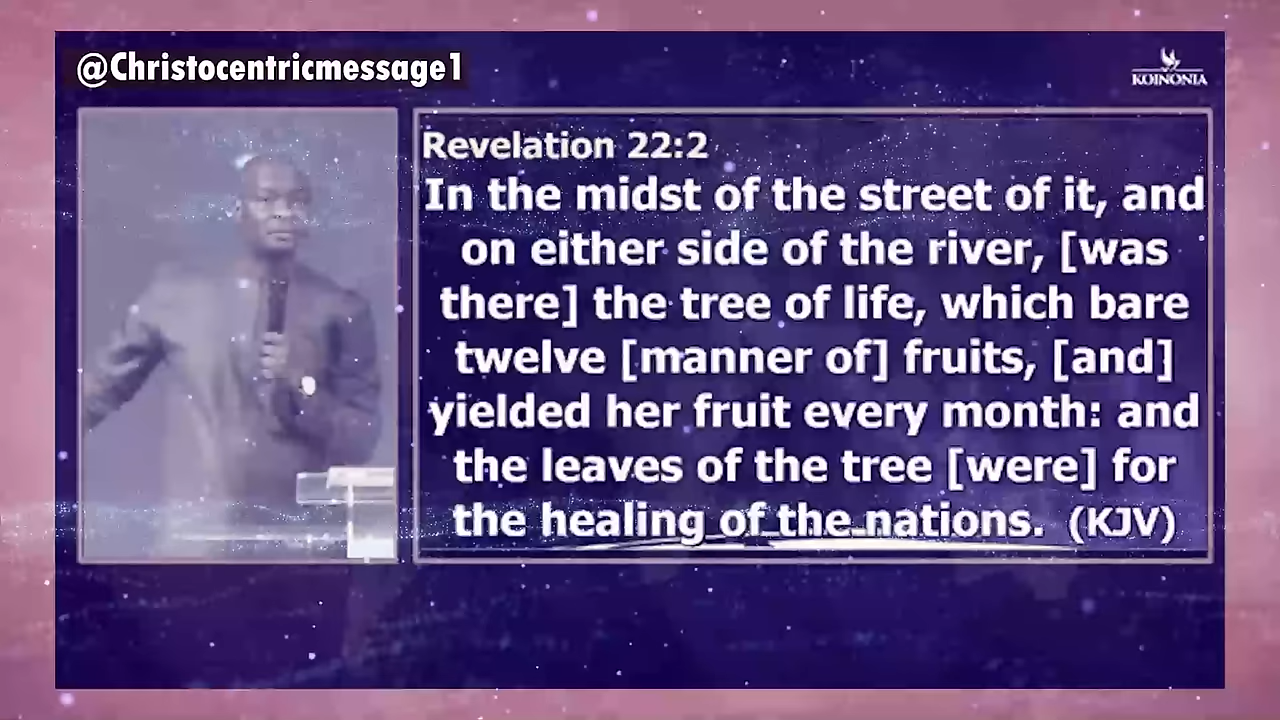 @Christocentricmessage1
KOINONIA
Revelation 22:2
In the midst of the street of it, and
on either side of the river, [was
there] the tree of life, which bare
twelve [manner of] fruits, [and]
yielded her fruit every month: and
the leaves of the tree [were] for
the healing of the nations. (KJV)